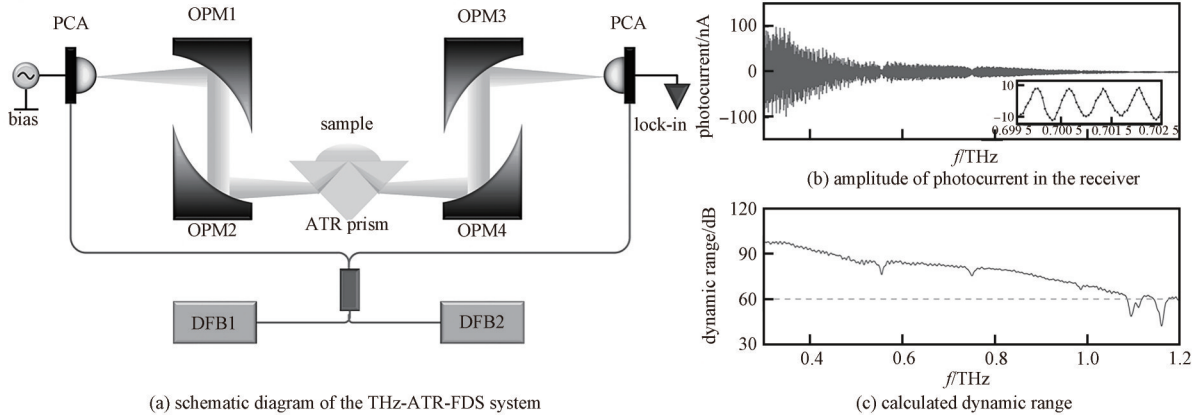 PCA
OPM1
OPM3
PCA
bias
sample
lock-in
OPM2
ATR prism
OPM4
DFB1
DFB2
(a) schematic diagram of the THz-ATR-FDS system
photocurrent/nA
100
0
−100
10
−10
0.699 5
0.700 5
0.701 5
0.702 5
f/THz
(b) amplitude of photocurrent in the receiver
dynamic range/dB
120
90
60
30
0.4
0.6
0.8
1.0
1.2
f/THz
(c) calculated dynamic range